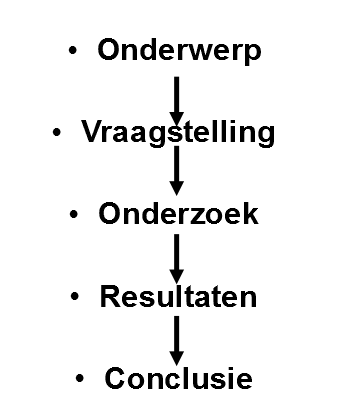 • Onderwerp
• Vraagstelling
• Onderzoek
• Resultaten
• Conclusie